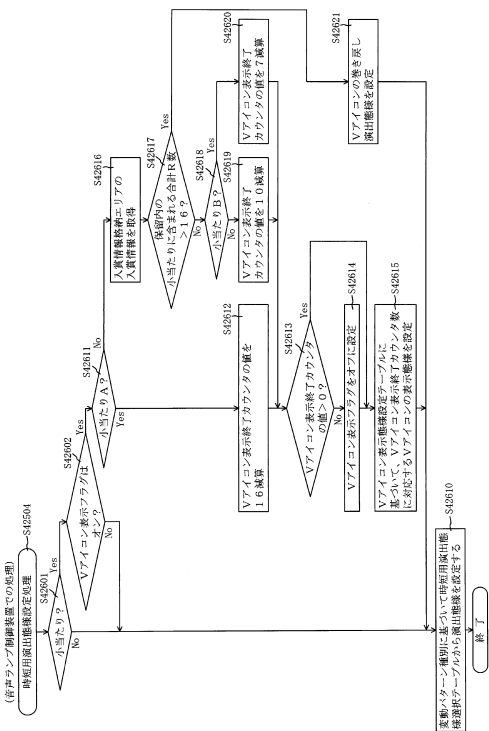 (音声ランプ制御装置での処理)
時短用演出態様設定処理
S42504
S42601
小当たり?
Yes
No
S42602
Vアイコン表示フラグは
オン?
Yes
No
S42611
小当たりA?
No
Yes
S42616
入賞情報格納エリアの
入賞情報を取得
S42617
保留内の
小当たりに含まれる合計R数
>16?
Yes
No
S42618
小当たりB?
Yes
No
S42612
Vアイコン表示終了カウンタの値を
16減算
S42619
Vアイコン表示終了
カウンタの値を10減算
S42620
Vアイコン表示終了
カウンタの値を7減算
S42613
Vアイコン表示終了カウンタ
の値>0?
Yes
No
S42614
Vアイコン表示フラグをオフに設定
S42615
Vアイコン表示態様設定テーブルに
基づいて、Vアイコン表示終了カウンタ数
に対応するVアイコンの表示態様を設定
S42621
Vアイコンの巻き戻し
演出態様を設定
S42610
変動パターン種別に基づいて時短用演出態
様選択テーブルから演出態様を設定する
終了